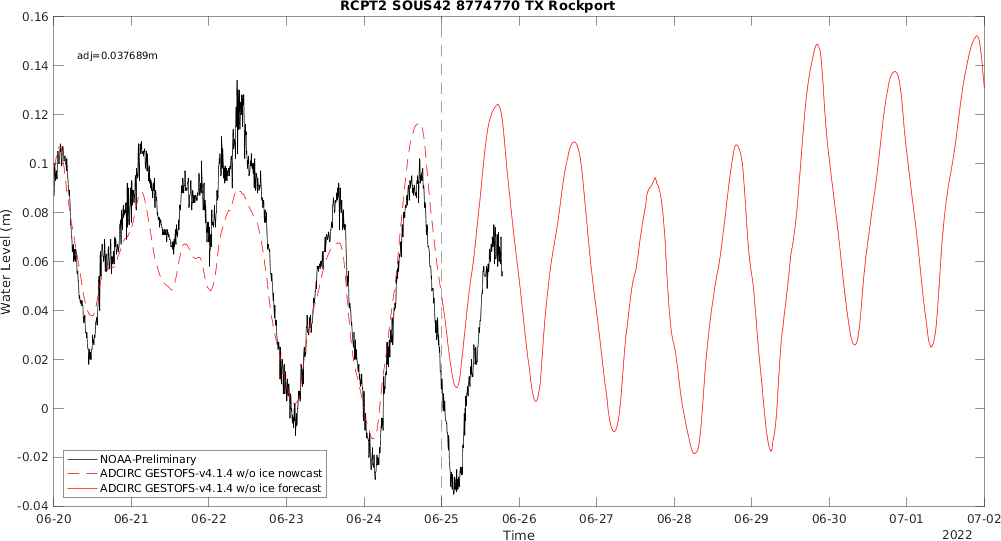 RCPT2 SOUS42 8774770 TX Rockport
adj=0.037689m
0.16
0.14
0.12
0.1
0.08
0.06
0.04
0.02
0
-0.02
-0.04
Water Level (m)
NOAA-Preliminary
ADCIRC GESTOFS-v4.1.4 w/o ice nowcast
ADCIRC GESTOFS-v4.1.4 w/o ice forecast
06-20 06-21 06-22 06-23 06-24 06-25 06-26 06-27 06-28 06-29 06-30 07-01 07-02
Time
2022